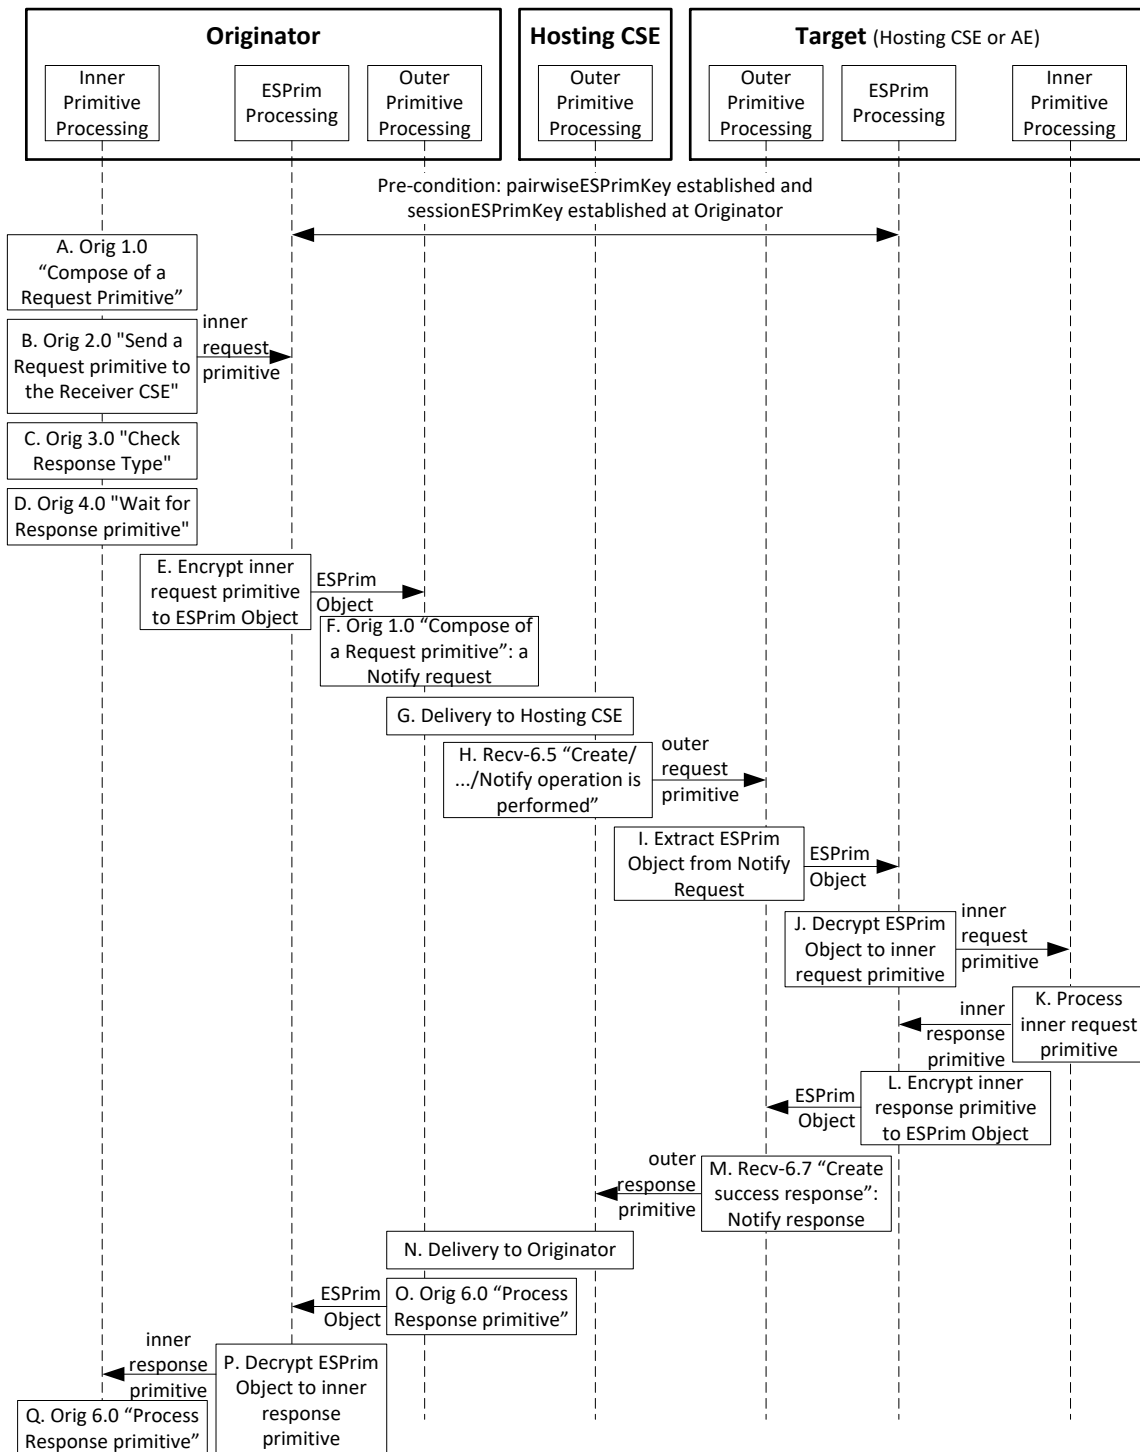 Originator
Hosting CSE
Target (Hosting CSE or AE)
Inner
Primitive
Processing
ESPrim
Processing
Outer
Primitive
Processing
Outer
Primitive
Processing
Outer
Primitive
Processing
ESPrim
Processing
Inner
Primitive
Processing
Pre-condition: pairwiseESPrimKey established and
sessionESPrimKey established at Originator
A. Orig 1.0
“Compose of a
Request Primitive”
B. Orig 2.0 "Send a
Request primitive to
the Receiver CSE"
inner
request
primitive
C. Orig 3.0 "Check
Response Type"
D. Orig 4.0 "Wait for
Response primitive"
E. Encrypt inner
request primitive
to ESPrim Object
ESPrim
Object
F. Orig 1.0 “Compose of
a Request primitive”: a
Notify request
G. Delivery to Hosting CSE
H. Recv-6.5 “Create/
.../Notify operation is
performed”
outer
request
primitive
I. Extract ESPrim
Object from Notify
Request
ESPrim
Object
J. Decrypt ESPrim
Object to inner
request primitive
inner
request
primitive
K. Process
inner request
primitive
inner
response
primitive
L. Encrypt inner
response primitive
to ESPrim Object
ESPrim
Object
M. Recv-6.7 “Create
success response”:
Notify response
outer
response
primitive
N. Delivery to Originator
O. Orig 6.0 “Process
Response primitive”
ESPrim
Object
P. Decrypt ESPrim
Object to inner
response
primitive
inner
response
primitive
Q. Orig 6.0 “Process
Response primitive”